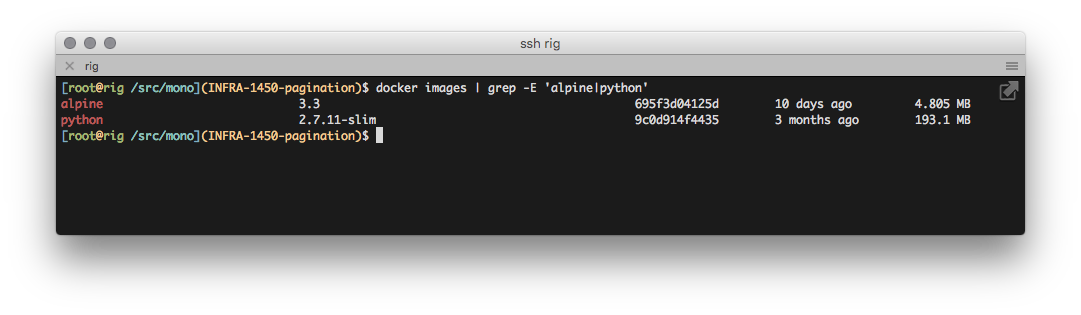 ssh rig
rig
[root@rig /src/mono](INFRA-1450-pagination)$ docker images | grep -E 'alpine|python'
alpine 3.3 695f3d04125d 10 days ago 4.805 MB
python 2.7.11-slim 9c0d914f4435 3 months ago 193.1 MB
[root@rig /src/mono](INFRA-1450-pagination)$